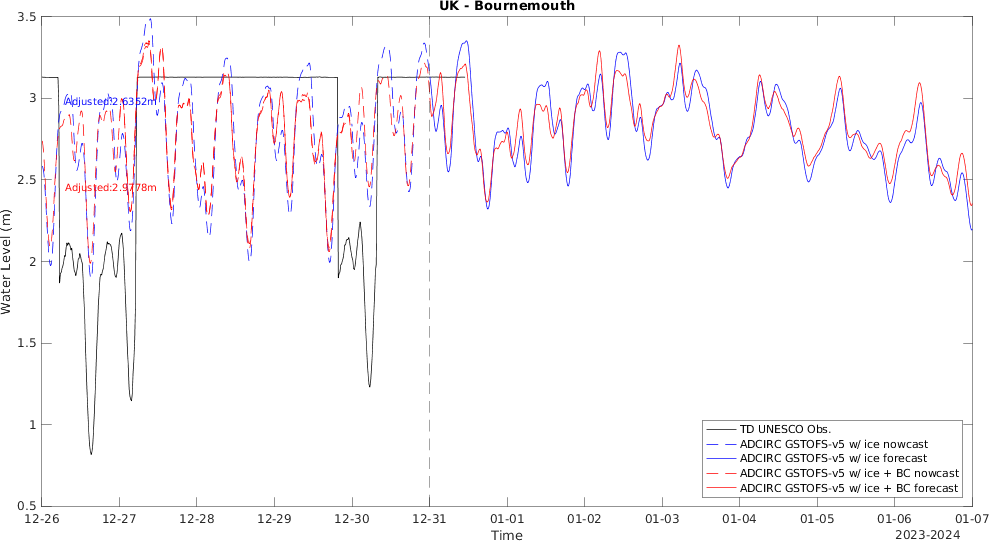 UK - Bournemouth
3.5
3
2.5
2
1.5
1
0.5
Water Level (m)
Adjusted:2.6352m
Adjusted:2.9778m
TD UNESCO Obs.
ADCIRC GSTOFS-v5 w/ ice nowcast
ADCIRC GSTOFS-v5 w/ ice forecast
ADCIRC GSTOFS-v5 w/ ice + BC nowcast
ADCIRC GSTOFS-v5 w/ ice + BC forecast
12-26 12-27 12-28 12-29 12-30 12-31 01-01 01-02 01-03 01-04 01-05 01-06 01-07
Time
2023-2024